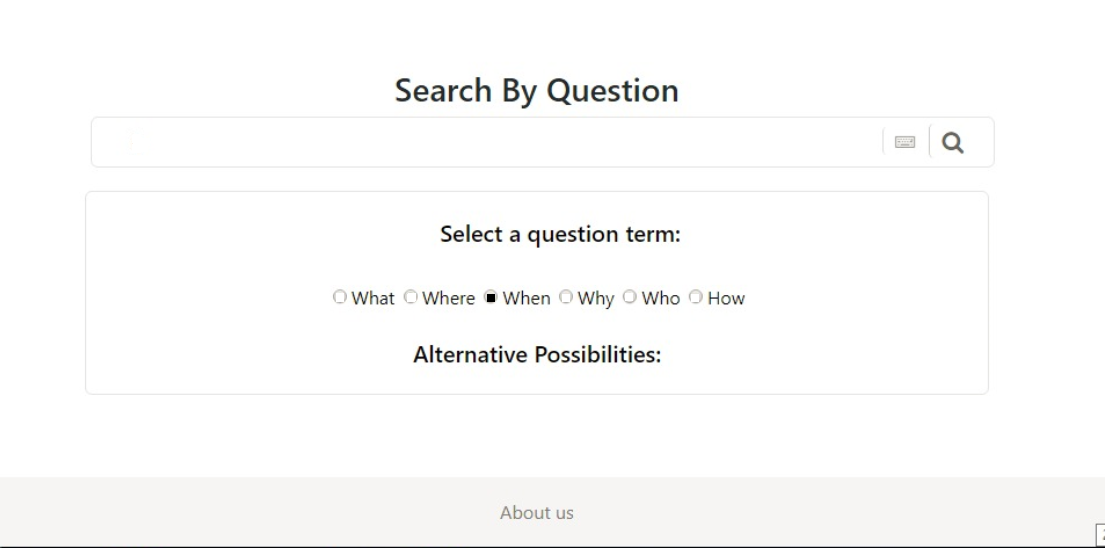 Search By Question
Select a question term:
What Where When Why Who How
Alternative Possibilities:
About us